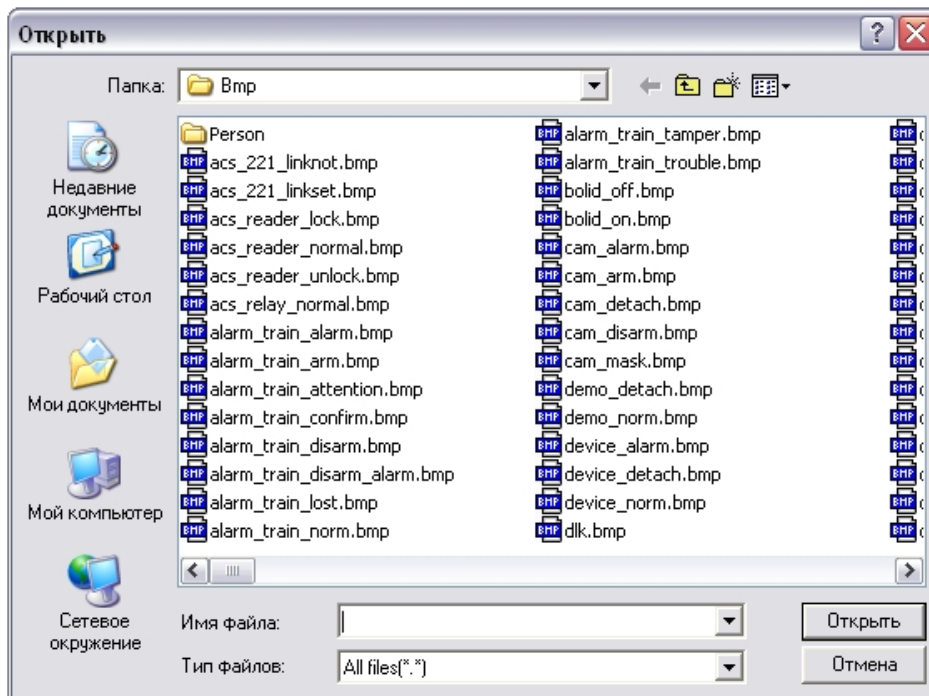 Открыть
Папка:
Bmp
Недавние
документы
Рабочий стол
Мои документы
Мой компьютер
Сетевое
окружение
Person
acs_221_linknot.bmp
acs_221_linkset.bmp
acs_reader_lock.bmp
acs_reader_normal.bmp
acs_reader_unlock.bmp
acs_relay_normal.bmp
alarm_train_alarm.bmp
alarm_train_arm.bmp
alarm_train_attention.bmp
alarm_train_confirm.bmp
alarm_train_disarm.bmp
alarm_train_disarm_alarm.bmp
alarm_train_lost.bmp
alarm_train_norm.bmp
alarm_train_tamper.bmp
alarm_train_trouble.bmp
bolid_off.bmp
bolid_on.bmp
cam_alarm.bmp
cam_arm.bmp
cam_detach.bmp
cam_disarm.bmp
cam_mask.bmp
demo_detach.bmp
demo_norm.bmp
device_alarm.bmp
device_detach.bmp
device_norm.bmp
dlk.bmp
Имя файла:
Открыть
Тип файлов:
All files(*.*)
Отмена